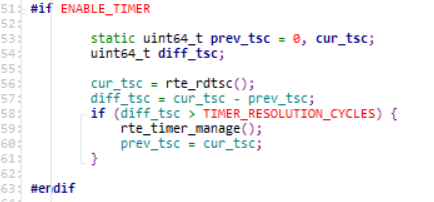 51: #if ENABLE_TIMER
52:
53: static uint64_t prev_tsc = 0, cur_tsc;
54: uint64_t diff_tsc;
55:
56: cur_tsc = rte_rdtsc();
57: diff_tsc = cur_tsc - prev_tsc;
58: if (diff_tsc > TIMER_RESOLUTION_CYCLES) {
59: rte_timer_manage();
60: prev_tsc = cur_tsc;
61: }
62:
63: #endif